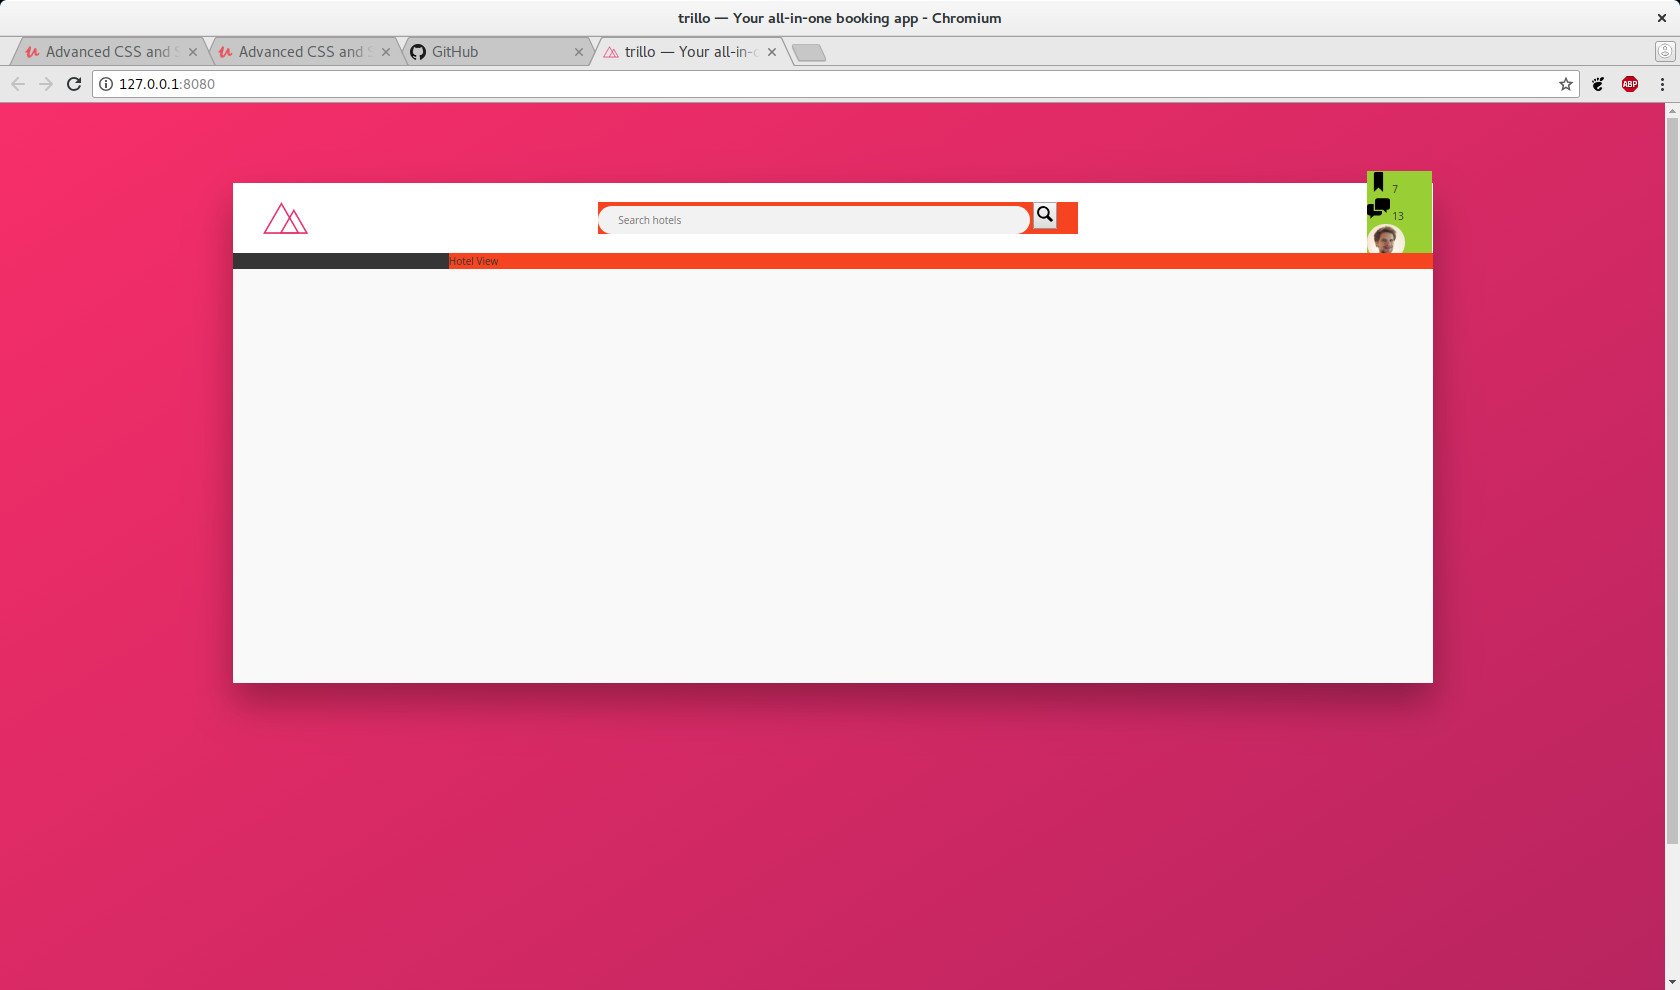 trillo — Your all-in-one booking app - Chromium
Advanced CSS and S
Advanced CSS and S
GitHub
trillo — Your all-in-o
127.0.0.1:8080
ABP
7
Search hotels
13
Hotel View